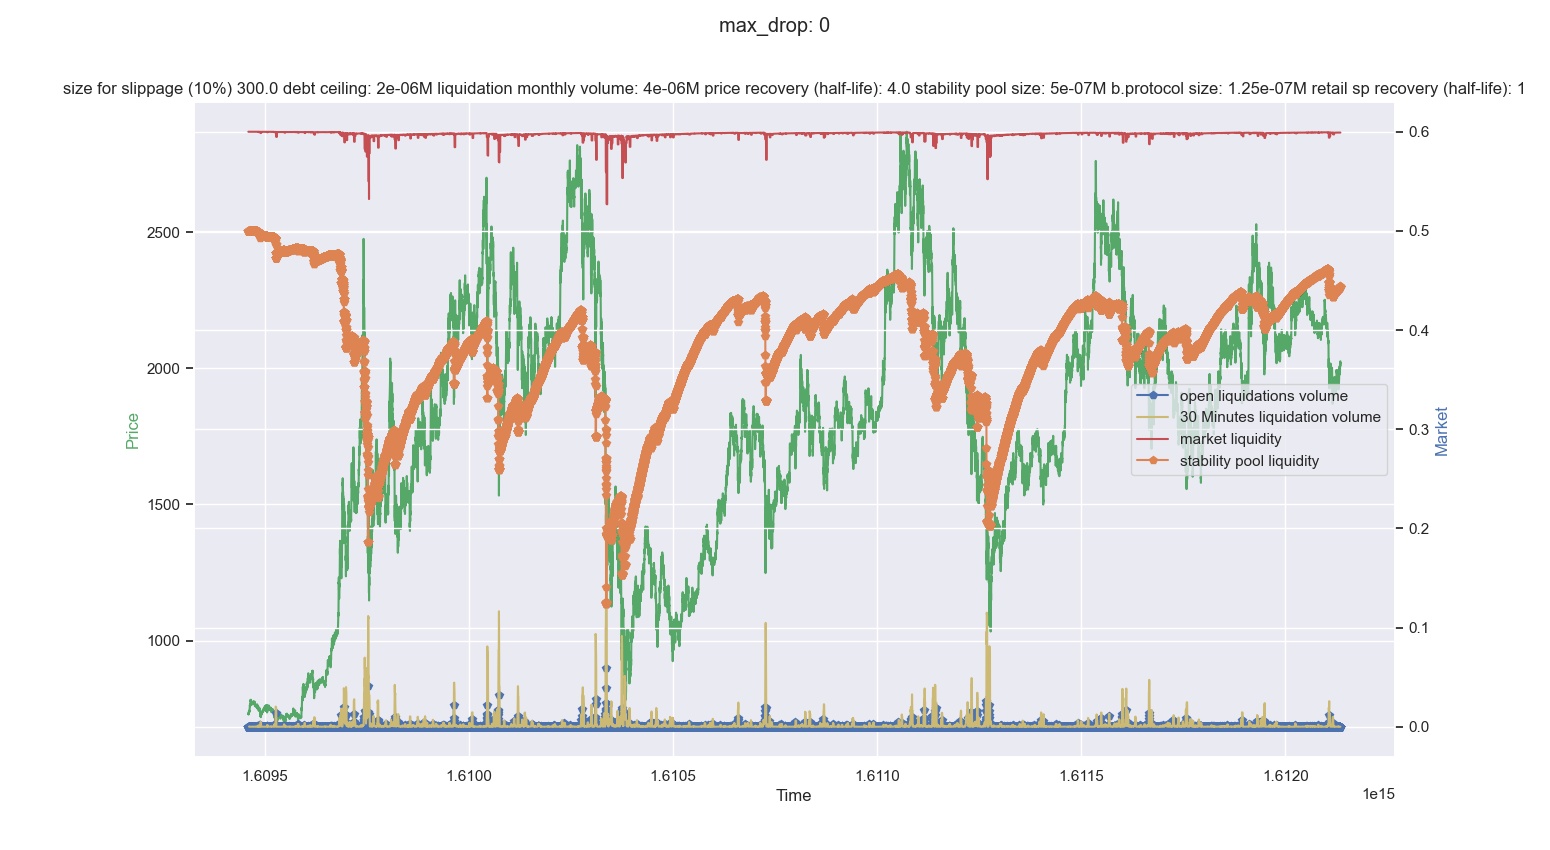 max_drop: 0
size for slippage (10%) 300.0 debt ceiling: 2e-06M liquidation monthly volume: 4e-06M price recovery (half-life): 4.0 stability pool size: 5e-07M b.protocol size: 1.25e-07M retail sp recovery (half-life): 1
0.6
2500
0.5
0.4
2000
open liquidations volume
30 Minutes liquidation volume
market liquidity
stability pool liquidity
Price
Market
0.3
1500
0.2
1000
0.1
0.0
1.6095 1.6100 1.6105 1.6110 1.6115 1.6120
Time
1e15